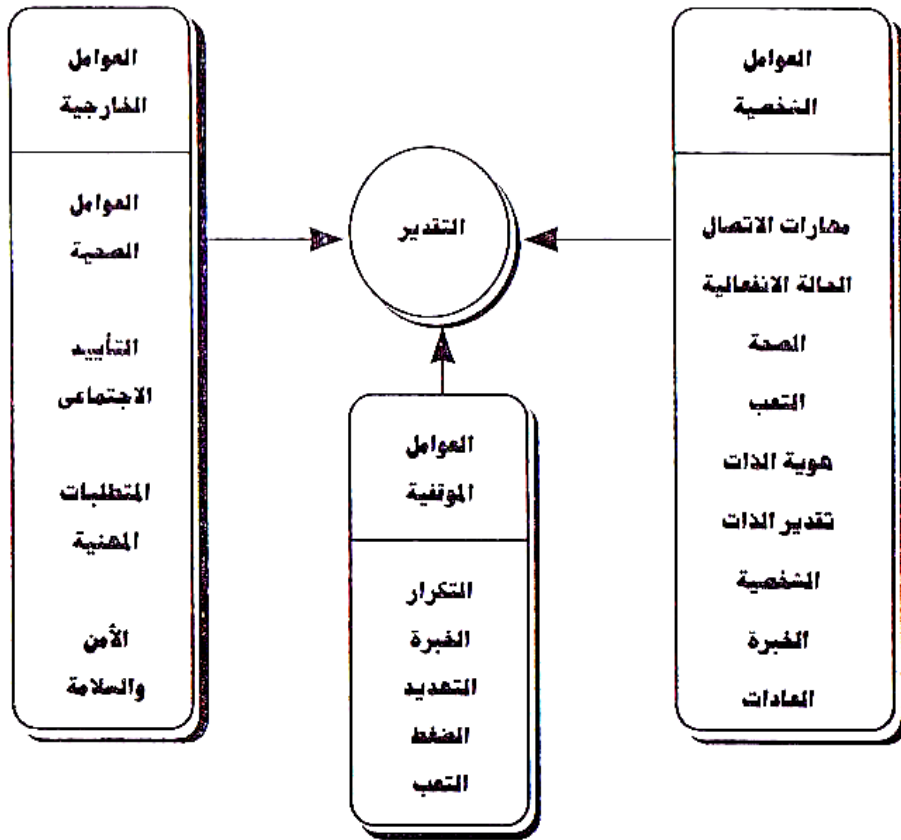 العوامل
الشخصية
مهارات الاتصال
الحالة الانفعالية
الصحة
التعب
هوية الذات
تقدير الذات
الشخصية
الخبرة
العادات
التقدير
العوامل
الموقفية
التكرار
الخبرة
التهديد
الضغط
التعب
العوامل
الخارجية
العوامل
الصحية
التأييد
الاجتماعى
المتطلبات
المهنية
الأمن
والسلامة